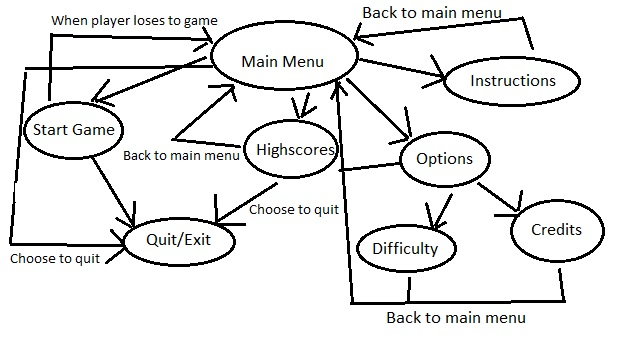 Back to main menu
When player loses to game
Main Menu
Instructions
Start Game
Back to main menu
Highscores
Options
Choose to quit
Quit/Exit
Difficulty
Credits
Choose to quit
Back to main menu